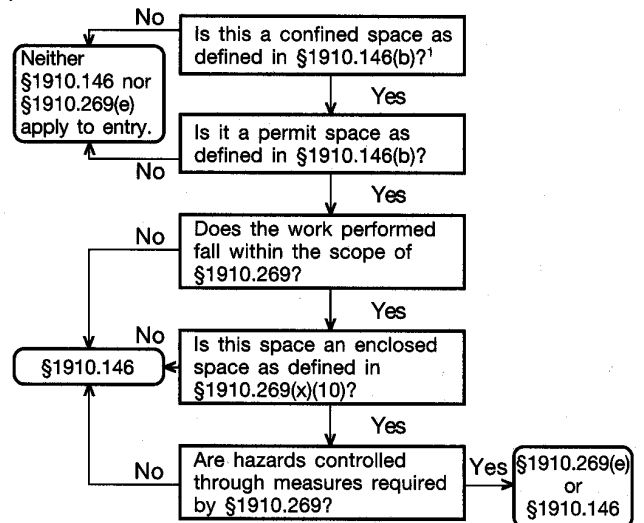 No
Is this a confined space as
defined in §1910.146(b)?¹
Neither
§1910.146 nor
§1910.269(e)
apply to entry.
Yes
Is it a permit space as
defined in §1910.146(b)?
No
Yes
Does the work performed
fall within the scope of
§1910.269?
No
Yes
No
Is this space an enclosed
space as defined in
§1910.269(x)(10)?
§1910.146
Yes
Are hazards controlled
through measures required
by §1910.269?
No
Yes
§1910.269(e)
or
§1910.146